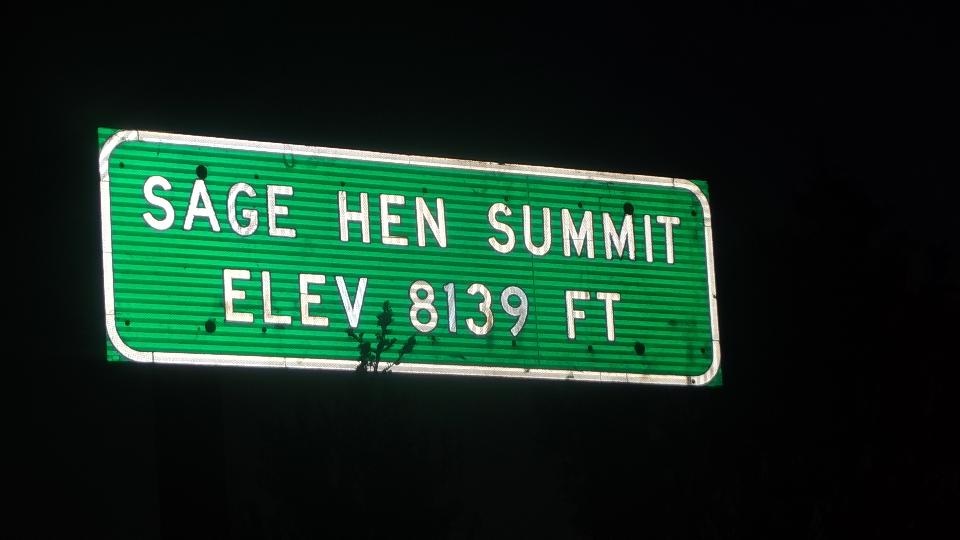 SAGE HEN SUMMIT
ELEV 8139 FT